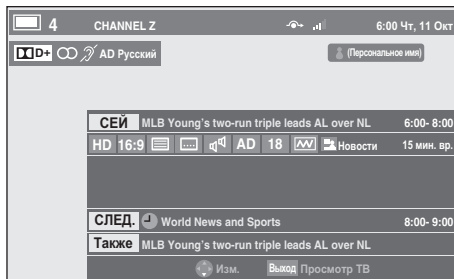 4 CHANNEL Z 6:00 Чт, 11 Окт
D+ AD Русский (Персональное имя)
СЕЙ MLB Young's two-run triple leads AL over NL 6:00- 8:00
HD 16:9 AD 18 Новости 15 мин. вр.
СЛЕД. World News and Sports 8:00- 9:00
Также MLB Young's two-run triple leads AL over NL
Изм. Выход Просмотр ТВ